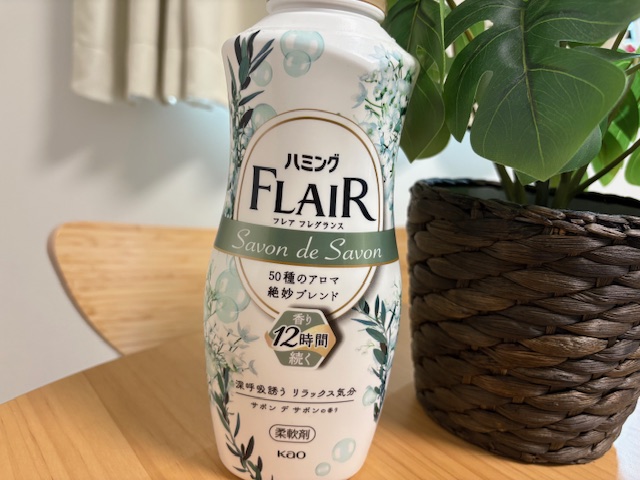 ハミング
FLAIR
フレア フレグランス
Savon de Savon
50種のアロマ
絶妙ブレンド
香り
12時間
続く
深呼吸誘う リラックス気分
サボン デ サボンの香り
柔軟剤
Kao